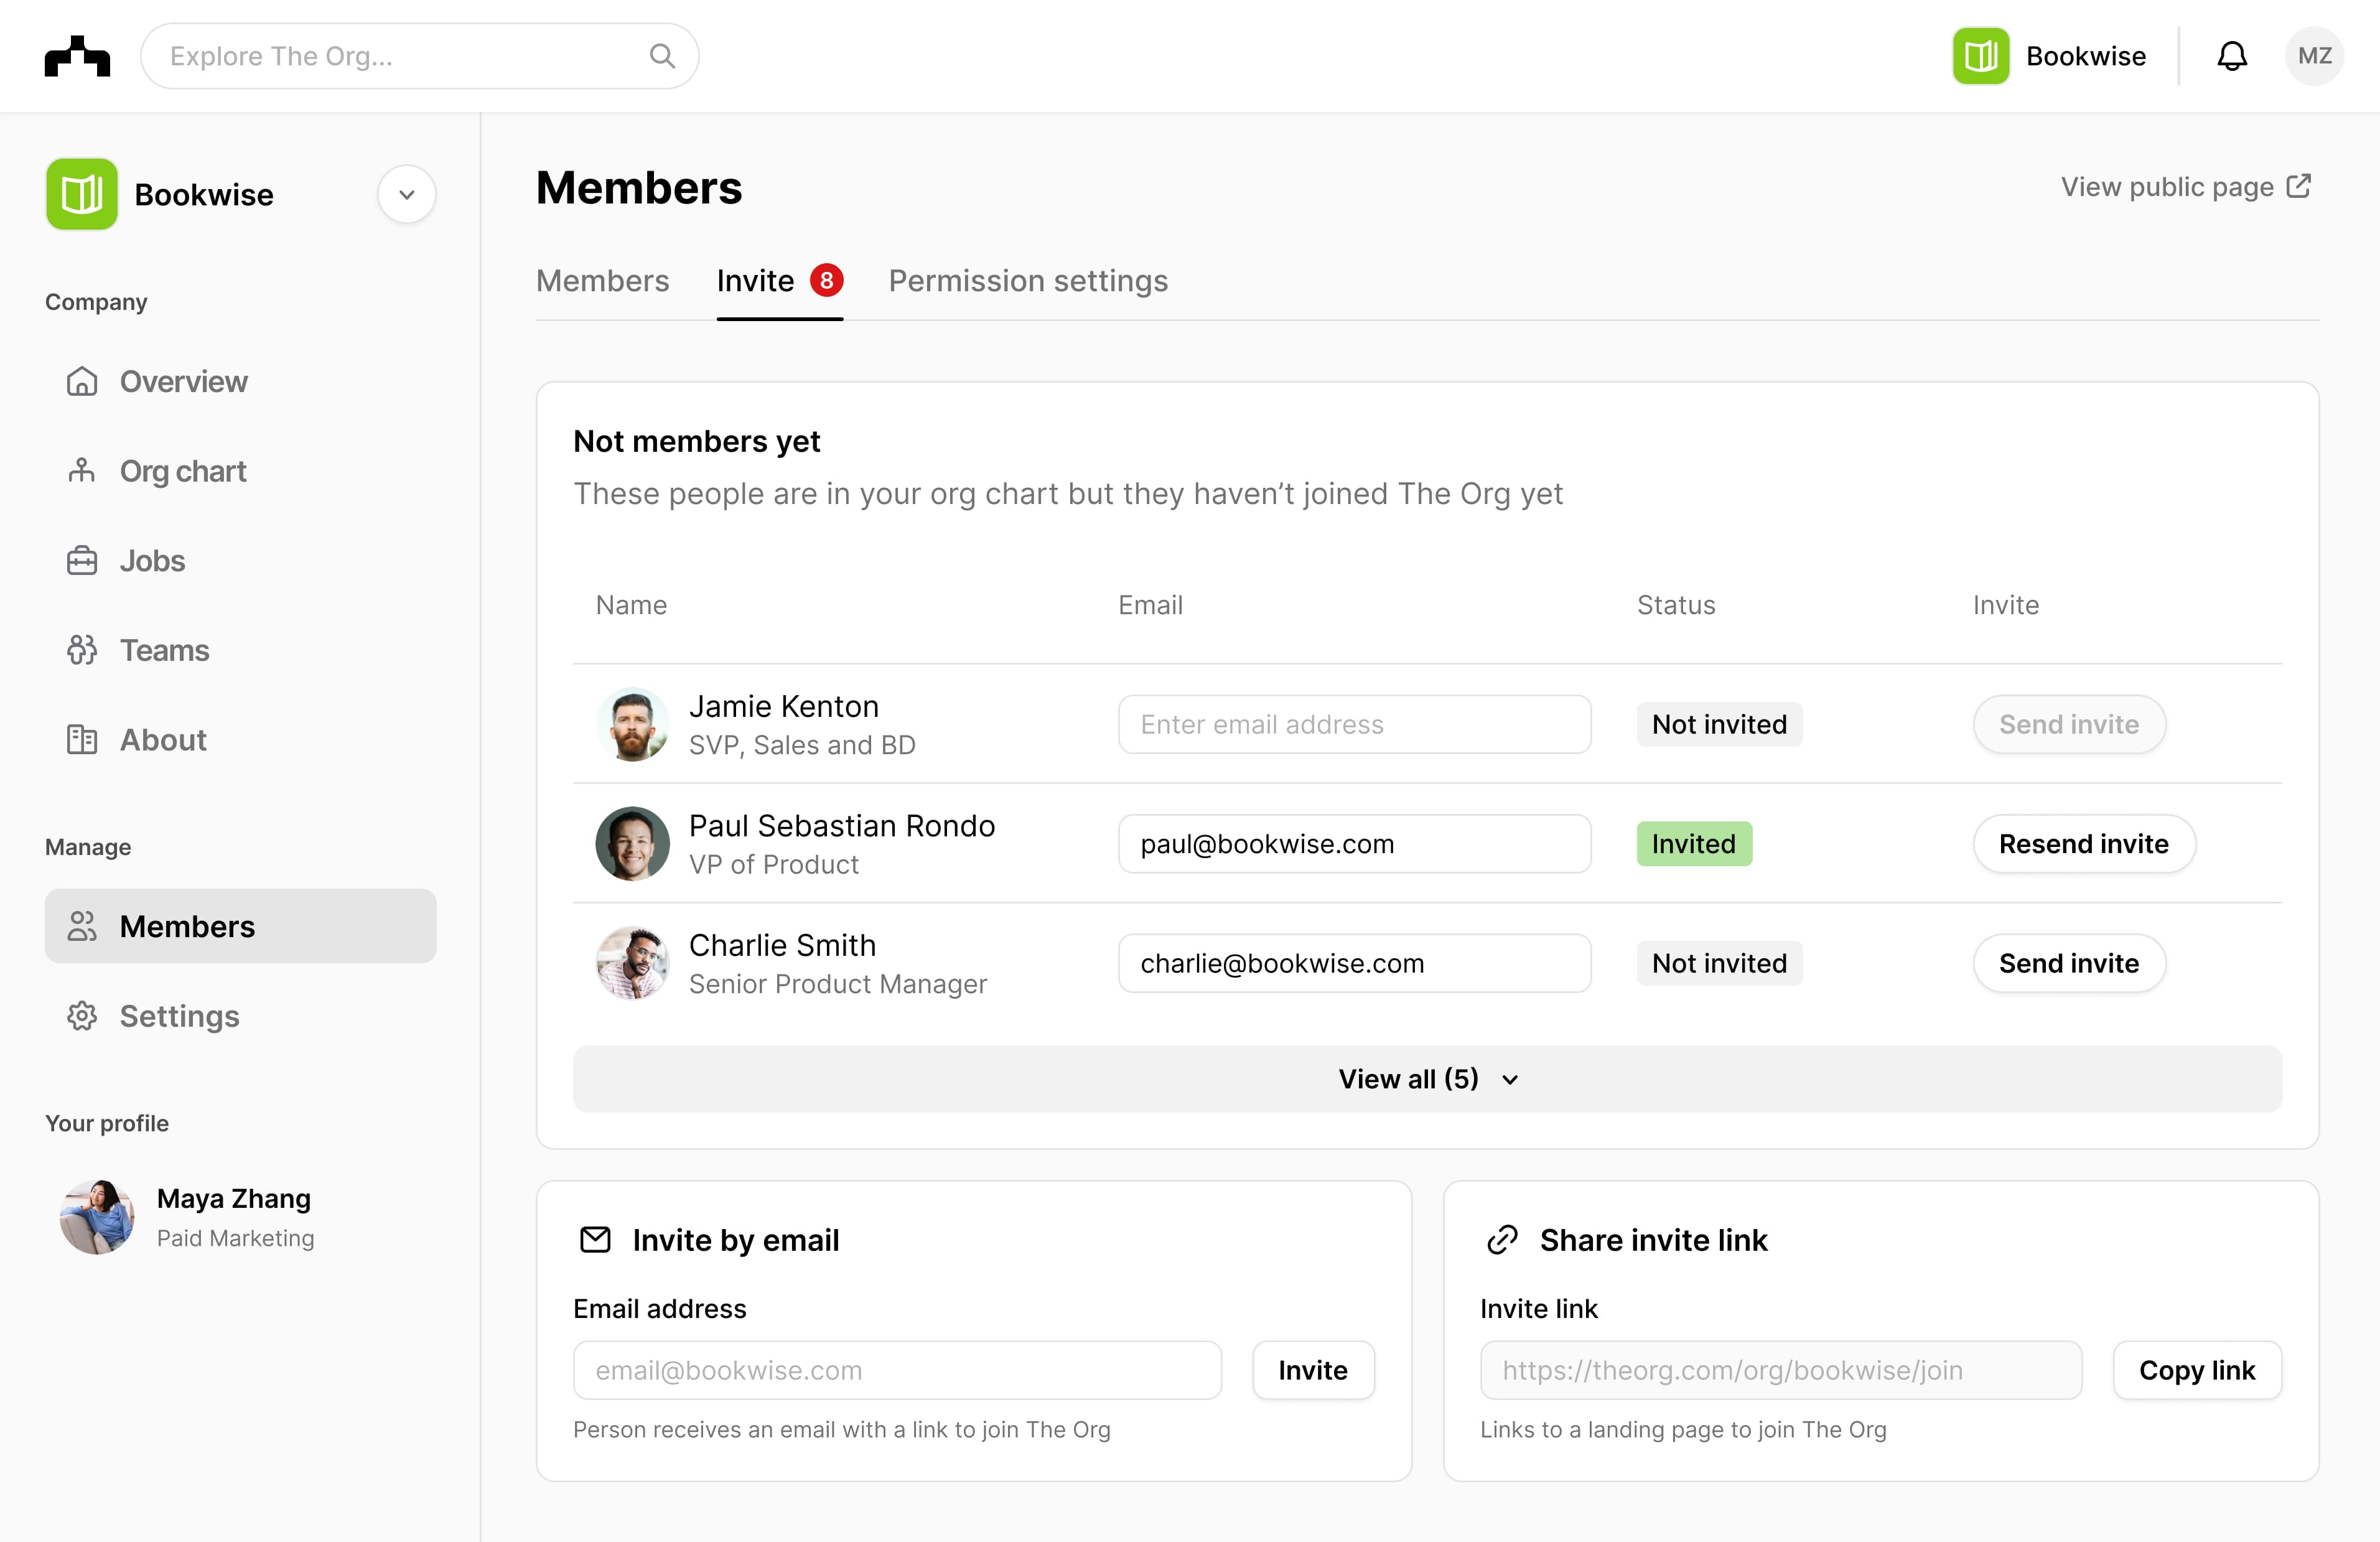 Explore The Org...
Bookwise
MZ
Bookwise
Company
Overview
Org chart
Jobs
Teams
About
Manage
Members
Settings
Your profile
Maya Zhang
Paid Marketing
Members
View public page
Members
Invite 8
Permission settings
Not members yet
These people are in your org chart but they haven’t joined The Org yet
Name Email Status Invite
Jamie Kenton
SVP, Sales and BD
Enter email address
Not invited
Send invite
Paul Sebastian Rondo
VP of Product
paul@bookwise.com
Invited
Resend invite
Charlie Smith
Senior Product Manager
charlie@bookwise.com
Not invited
Send invite
View all (5)
Invite by email
Email address
email@bookwise.com
Invite
Person receives an email with a link to join The Org
Share invite link
Invite link
https://theorg.com/org/bookwise/join
Copy link
Links to a landing page to join The Org